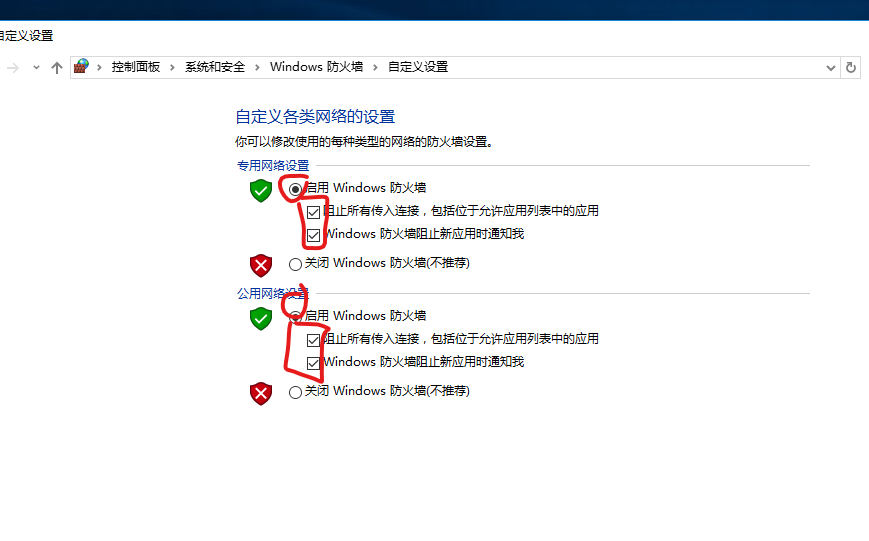 自定义设置
控制面板 › 系统和安全 › Windows 防火墙 › 自定义设置
自定义各类网络的设置
你可以修改使用的每种类型的网络的防火墙设置。
专用网络设置
启用 Windows 防火墙
阻止所有传入连接，包括位于允许应用列表中的应用
Windows 防火墙阻止新应用时通知我
关闭 Windows 防火墙(不推荐)
公用网络设置
启用 Windows 防火墙
阻止所有传入连接，包括位于允许应用列表中的应用
Windows 防火墙阻止新应用时通知我
关闭 Windows 防火墙(不推荐)